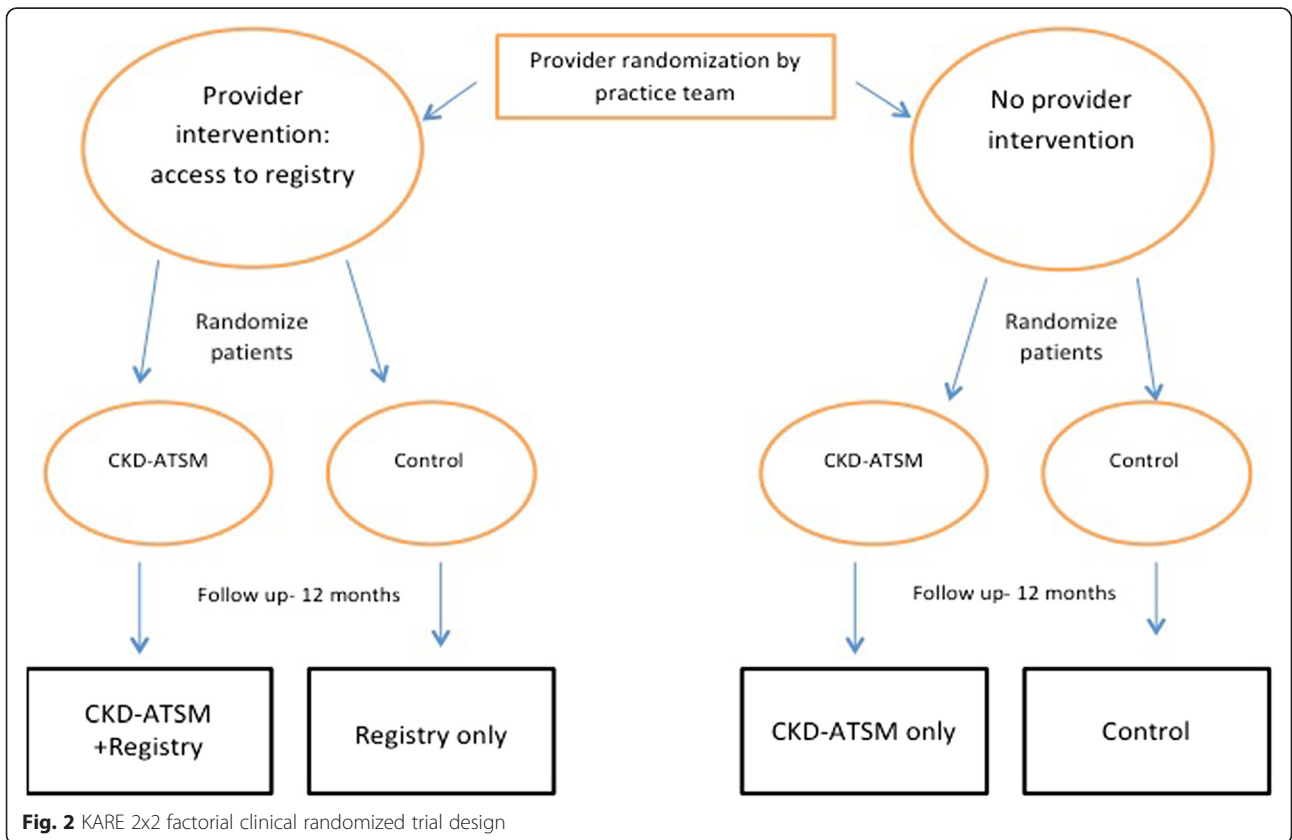 Provider randomization by
practice team
Provider
intervention:
access to registry
No provider
intervention
Randomize
patients
Randomize
patients
CKD-ATSM
Control
CKD-ATSM
Control
Follow up- 12 months
Follow up- 12 months
CKD-ATSM
+Registry
Registry only
CKD-ATSM only
Control
Fig. 2 KARE 2x2 factorial clinical randomized trial design